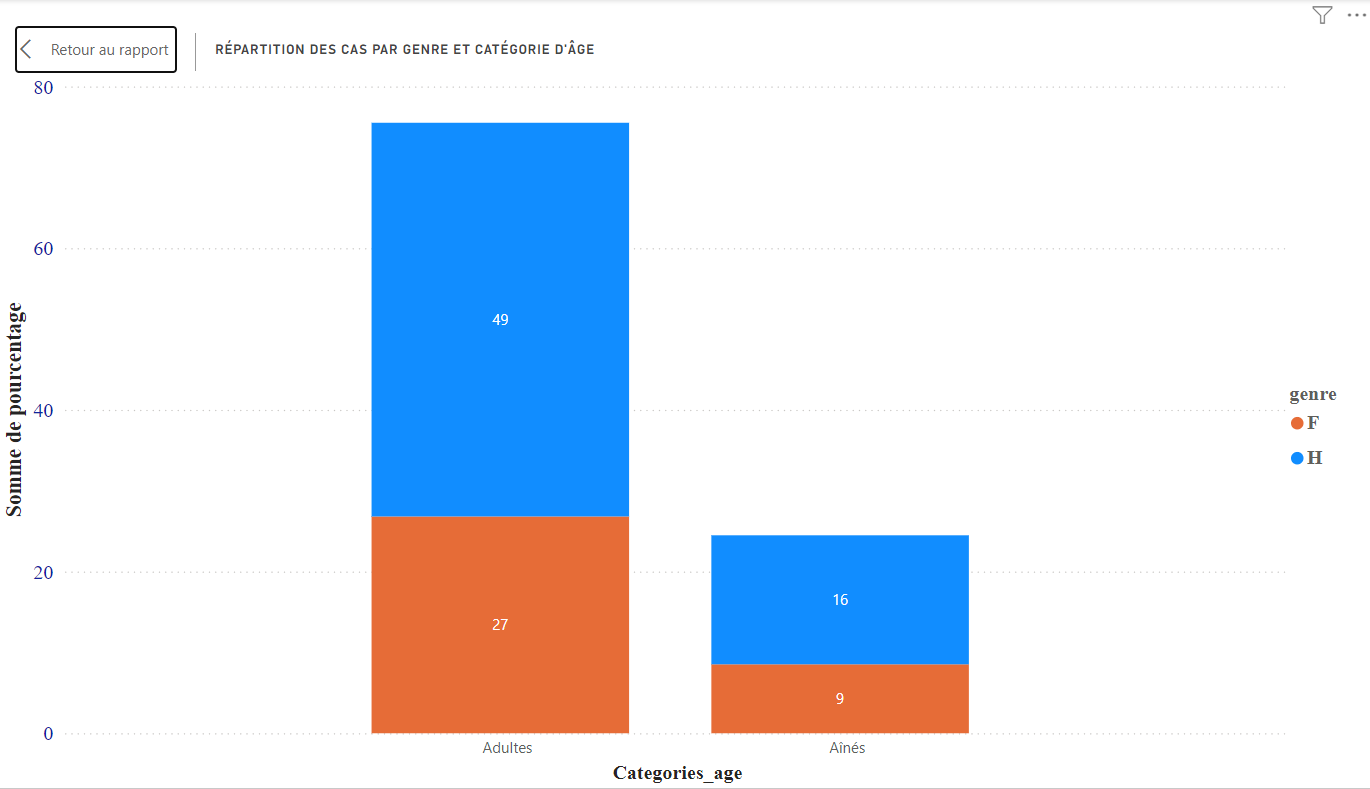 Retour au rapport
RÉPARTITION DES CAS PAR GENRE ET CATÉGORIE D'ÂGE
80
60
40
20
0
Somme de pourcentage
49
27
16
9
Adultes
Aînés
Categories_age
genre
F
H